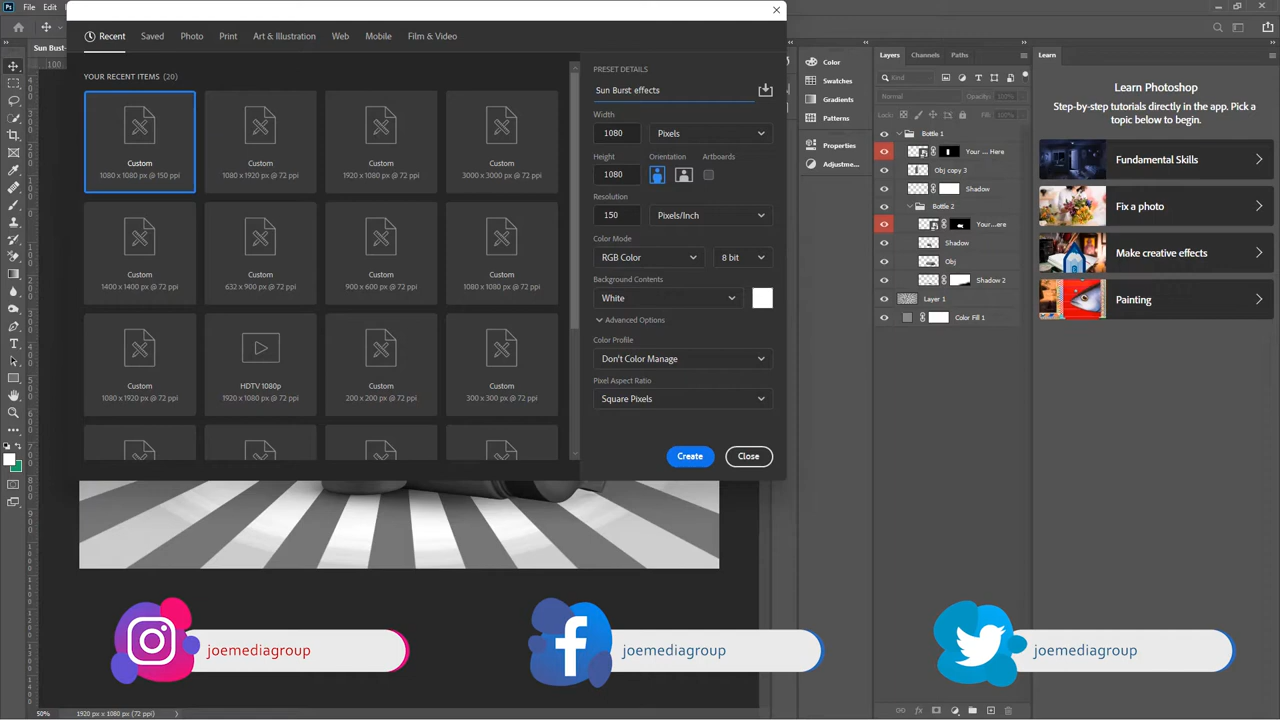 Ps File Edit
Sun Bust-
Recent Saved Photo Print Art & Illustration Web Mobile Film & Video
YOUR RECENT ITEMS (20)
Custom
1080 x 1080 px @ 150 ppi
Custom
1080 x 1920 px @ 72 ppi
Custom
1920 x 1080 px @ 72 ppi
Custom
3000 x 3000 px @ 72 ppi
Custom
1400 x 1400 px @ 72 ppi
Custom
632 x 900 px @ 72 ppi
Custom
900 x 600 px @ 72 ppi
Custom
1080 x 1080 px @ 72 ppi
Custom
1080 x 1920 px @ 72 ppi
HDTV 1080p
1920 x 1080 px @ 72 ppi
Custom
200 x 200 px @ 72 ppi
Custom
300 x 300 px @ 72 ppi
PRESET DETAILS
Sun Burst effects
Width
1080 Pixels
Height Orientation Artboards
1080
Resolution
150 Pixels/Inch
Color Mode
RGB Color 8 bit
Background Contents
White
Advanced Options
Color Profile
Don't Color Manage
Pixel Aspect Ratio
Square Pixels
Create Close
Color
Swatches
Gradients
Patterns
Properties
Adjustme...
Layers Channels Paths
Kind
Normal Opacity: 100%
Lock: Fill: 100%
Bottle 1
Your ... Here
Obj copy 3
Shadow
Bottle 2
Your...ere
Shadow
Obj
Shadow 2
Layer 1
Color Fill 1
Learn
Learn Photoshop
Step-by-step tutorials directly in the app. Pick a
topic below to begin.
Fundamental Skills
Fix a photo
Make creative effects
Painting
joemediagroup
joemediagroup
joemediagroup
50% 1920 px x 1080 px (72 ppi)